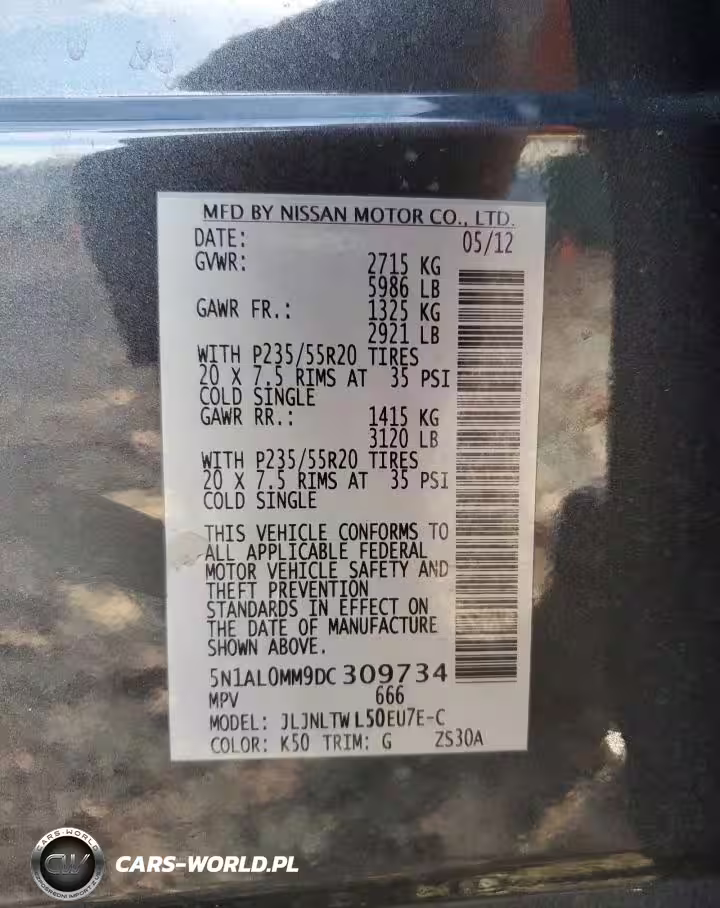 MFD BY NISSAN MOTOR CO., LTD.
DATE: 05/12
GVWR: 2715 KG
5986 LB
GAWR FR.: 1325 KG
2921 LB
WITH P235/55R20 TIRES
20 X 7.5 RIMS AT 35 PSI
COLD SINGLE
GAWR RR.: 1415 KG
3120 LB
WITH P235/55R20 TIRES
20 X 7.5 RIMS AT 35 PSI
COLD SINGLE
THIS VEHICLE CONFORMS TO
ALL APPLICABLE FEDERAL
MOTOR VEHICLE SAFETY AND
THEFT PREVENTION
STANDARDS IN EFFECT ON
THE DATE OF MANUFACTURE
SHOWN ABOVE.
5N1AL0MM9DC309734
MPV 666
MODEL: JLJNLTWL50EU7E-C
COLOR: K50 TRIM: G ZS30A
CARS-WORLD
CW
CARS-WORLD.PL